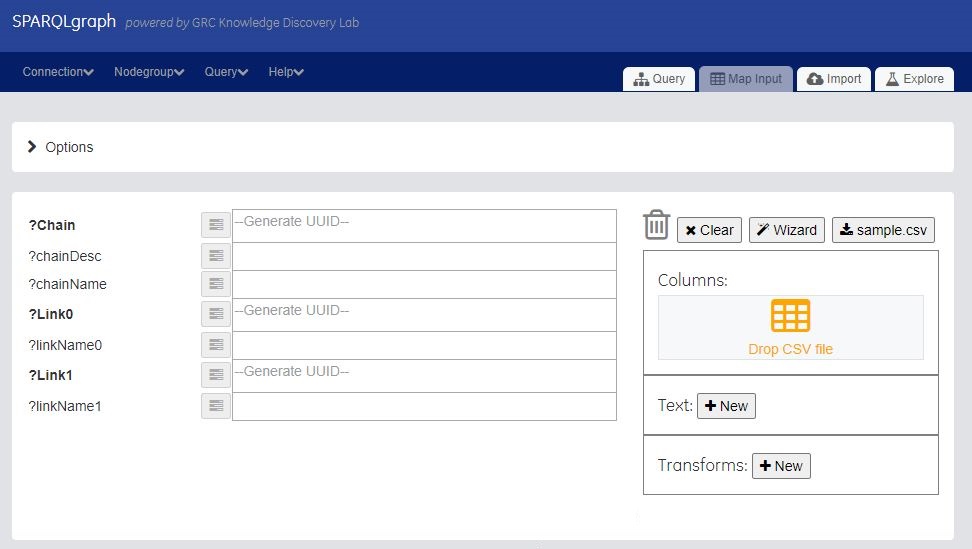 SPARQLgraph powered by GRC Knowledge Discovery Lab
Connection Nodegroup Query Help
Query Map Input Import Explore
Options
?Chain --Generate UUID--
?chainDesc
?chainName
?Link0 --Generate UUID--
?linkName0
?Link1 --Generate UUID--
?linkName1
Clear Wizard sample.csv
Columns:
Drop CSV file
Text: New
Transforms: New